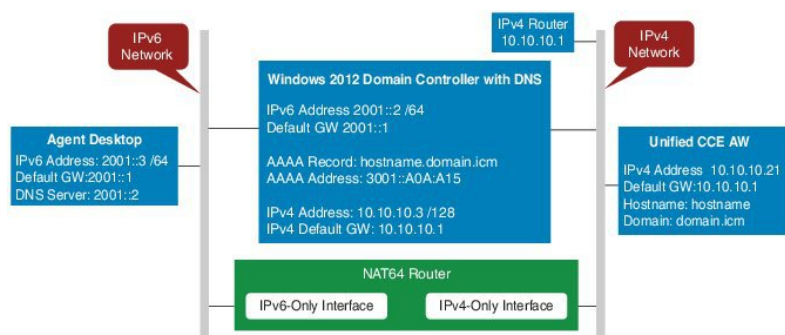 IPv6
Network
IPv4 Router
10.10.10.1
IPv4
Network
Windows 2012 Domain Controller with DNS
IPv6 Address 2001::2 /64
Default GW 2001::1
AAAA Record: hostname.domain.icm
AAAA Address: 3001::A0A:A15
IPv4 Address: 10.10.10.3 /128
IPv4 Default GW: 10.10.10.1
Agent Desktop
IPv6 Address: 2001::3 /64
Default GW:2001::1
DNS Server: 2001::2
Unified CCE AW
IPv4 Address 10.10.10.21
Default GW:10.10.10.1
Hostname: hostname
Domain: domain.icm
NAT64 Router
IPv6-Only Interface
IPv4-Only Interface